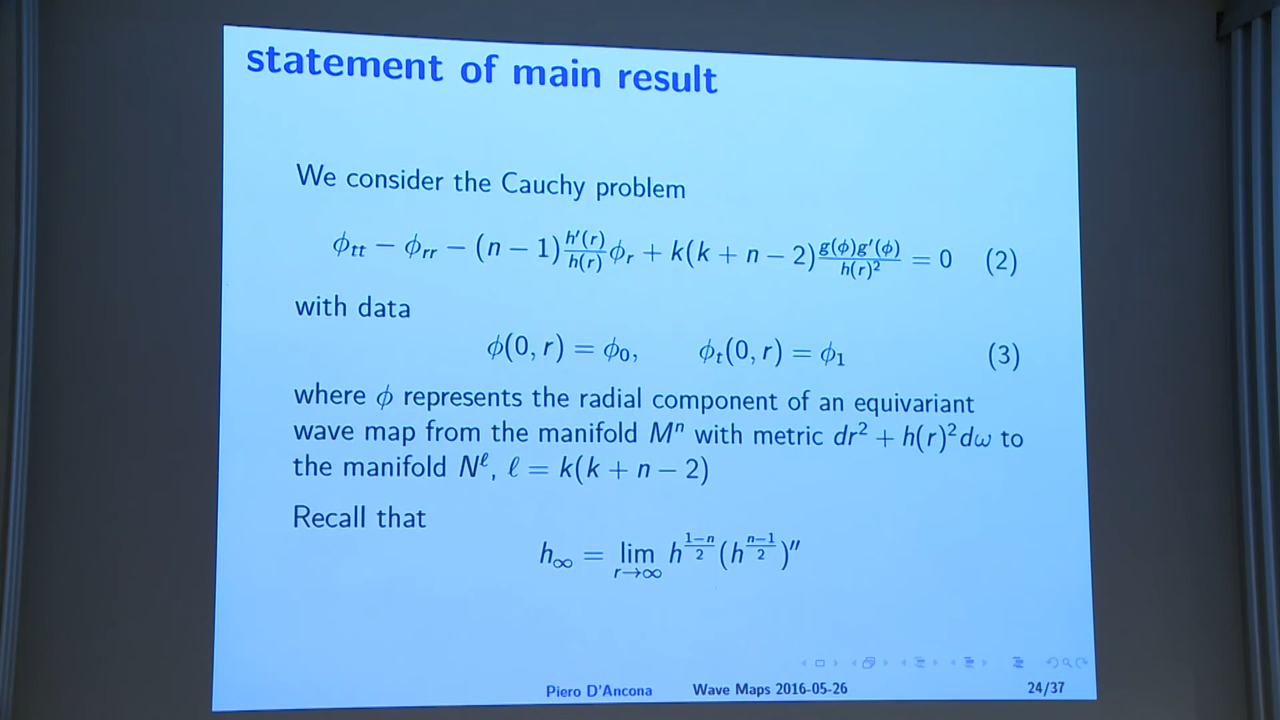 statement of main result
We consider the Cauchy problem
ϕ_tt − ϕ_rr − (n − 1) h′(r)/h(r) ϕ_r + k(k + n − 2) g(ϕ)g′(ϕ)/h(r)² = 0 (2)
with data
ϕ(0, r) = ϕ₀, ϕ_t(0, r) = ϕ₁ (3)
where ϕ represents the radial component of an equivariant
wave map from the manifold Mⁿ with metric dr² + h(r)²dω to
the manifold N^ℓ, ℓ = k(k + n − 2)
Recall that
h_∞ = lim_{r→∞} h^{(1−n)/2} (h^{(n−1)/2})″
Piero D'Ancona Wave Maps 2016-05-26 24/37